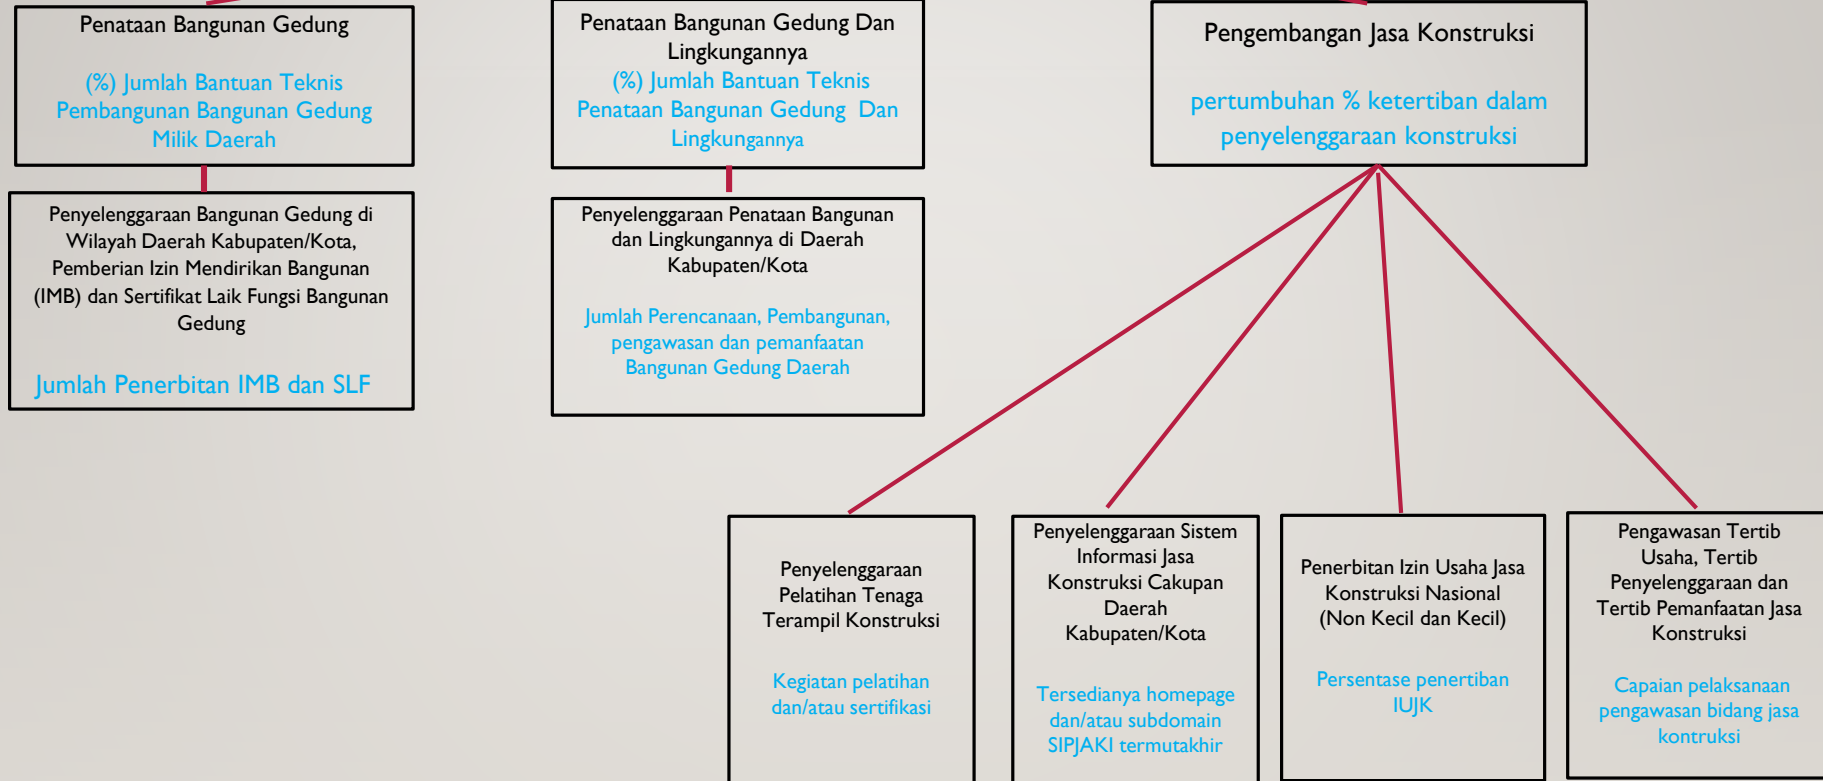 Penataan Bangunan Gedung
(%) Jumlah Bantuan Teknis
Pembangunan Bangunan Gedung
Milik Daerah
Penataan Bangunan Gedung Dan
Lingkungannya
(%) Jumlah Bantuan Teknis
Penataan Bangunan Gedung Dan
Lingkungannya
Pengembangan Jasa Konstruksi
pertumbuhan % ketertiban dalam
penyelenggaraan konstruksi
Penyelenggaraan Bangunan Gedung di
Wilayah Daerah Kabupaten/Kota,
Pemberian Izin Mendirikan Bangunan
(IMB) dan Sertifikat Laik Fungsi Bangunan
Gedung
Jumlah Penerbitan IMB dan SLF
Penyelenggaraan Penataan Bangunan
dan Lingkungannya di Daerah
Kabupaten/Kota
Jumlah Perencanaan, Pembangunan,
pengawasan dan pemanfaatan
Bangunan Gedung Daerah
Penyelenggaraan
Pelatihan Tenaga
Terampil Konstruksi
Kegiatan pelatihan
dan/atau sertifikasi
Penyelenggaraan Sistem
Informasi Jasa
Konstruksi Cakupan
Daerah
Kabupaten/Kota
Tersedianya homepage
dan/atau subdomain
SIPJAKI termutakhir
Penerbitan Izin Usaha Jasa
Konstruksi Nasional
(Non Kecil dan Kecil)
Persentase penertiban
IUJK
Pengawasan Tertib
Usaha, Tertib
Penyelenggaraan dan
Tertib Pemanfaatan Jasa
Konstruksi
Capaian pelaksanaan
pengawasan bidang jasa
kontruksi